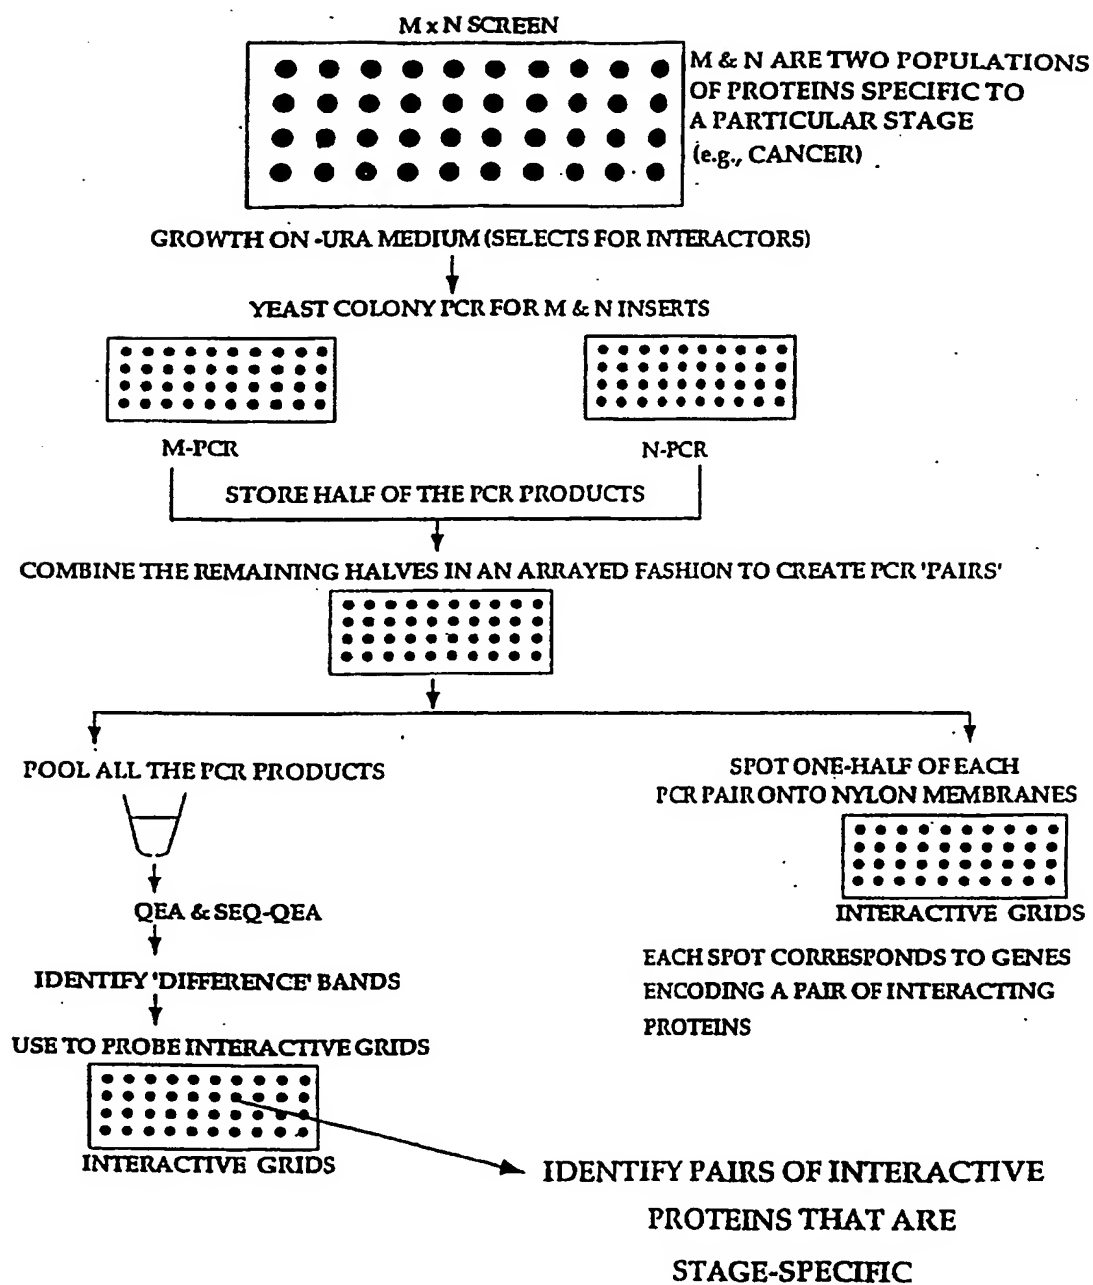 M x N SCREEN
M & N ARE TWO POPULATIONS
OF PROTEINS SPECIFIC TO
A PARTICULAR STAGE
(e.g., CANCER)
GROWTH ON -URA MEDIUM (SELECTS FOR INTERACTORS)
YEAST COLONY PCR FOR M & N INSERTS
M-PCR
N-PCR
STORE HALF OF THE PCR PRODUCTS
COMBINE THE REMAINING HALVES IN AN ARRAYED FASHION TO CREATE PCR 'PAIRS'
POOL ALL THE PCR PRODUCTS
SPOT ONE-HALF OF EACH
PCR PAIR ONTO NYLON MEMBRANES
QEA & SEQ-QEA
INTERACTIVE GRIDS
IDENTIFY 'DIFFERENCE' BANDS
EACH SPOT CORRESPONDS TO GENES
ENCODING A PAIR OF INTERACTING
PROTEINS
USE TO PROBE INTERACTIVE GRIDS
INTERACTIVE GRIDS
IDENTIFY PAIRS OF INTERACTIVE
PROTEINS THAT ARE
STAGE-SPECIFIC